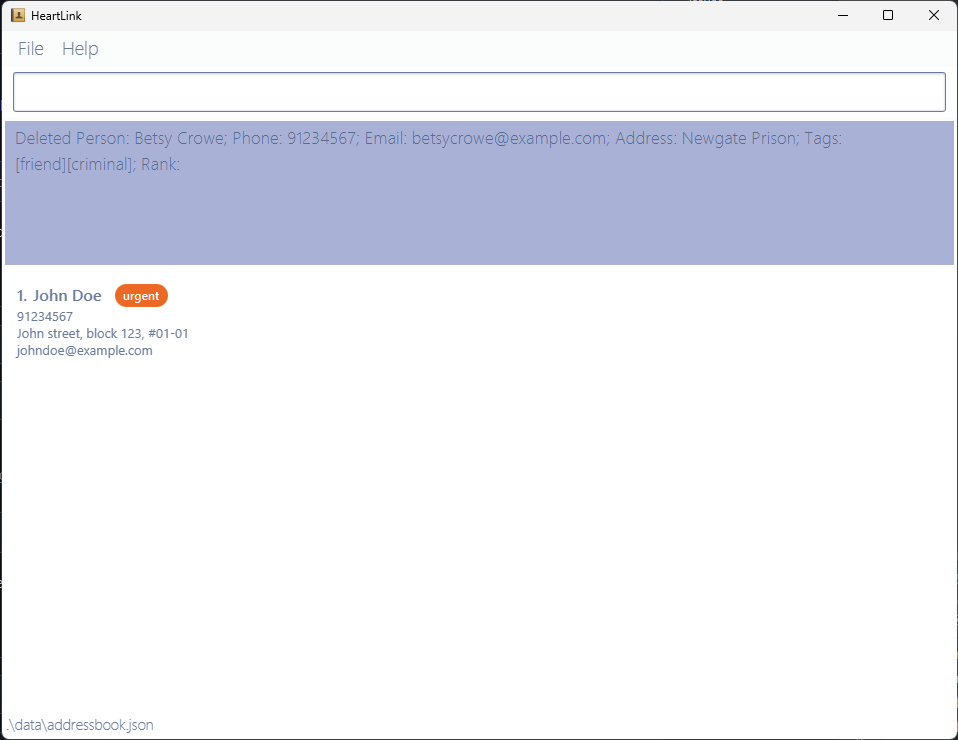 HeartLink
File Help
Deleted Person: Betsy Crowe; Phone: 91234567; Email: betsycrowe@example.com; Address: Newgate Prison; Tags:
[friend][criminal]; Rank:
1. John Doe urgent
91234567
John street, block 123, #01-01
johndoe@example.com
.\data\addressbook.json